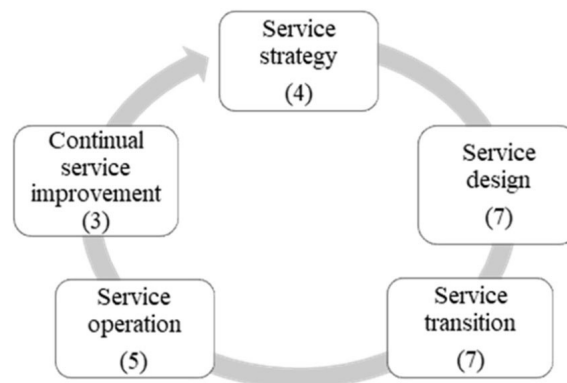 Service
strategy
(4)
Service
design
(7)
Service
transition
(7)
Service
operation
(5)
Continual
service
improvement
(3)